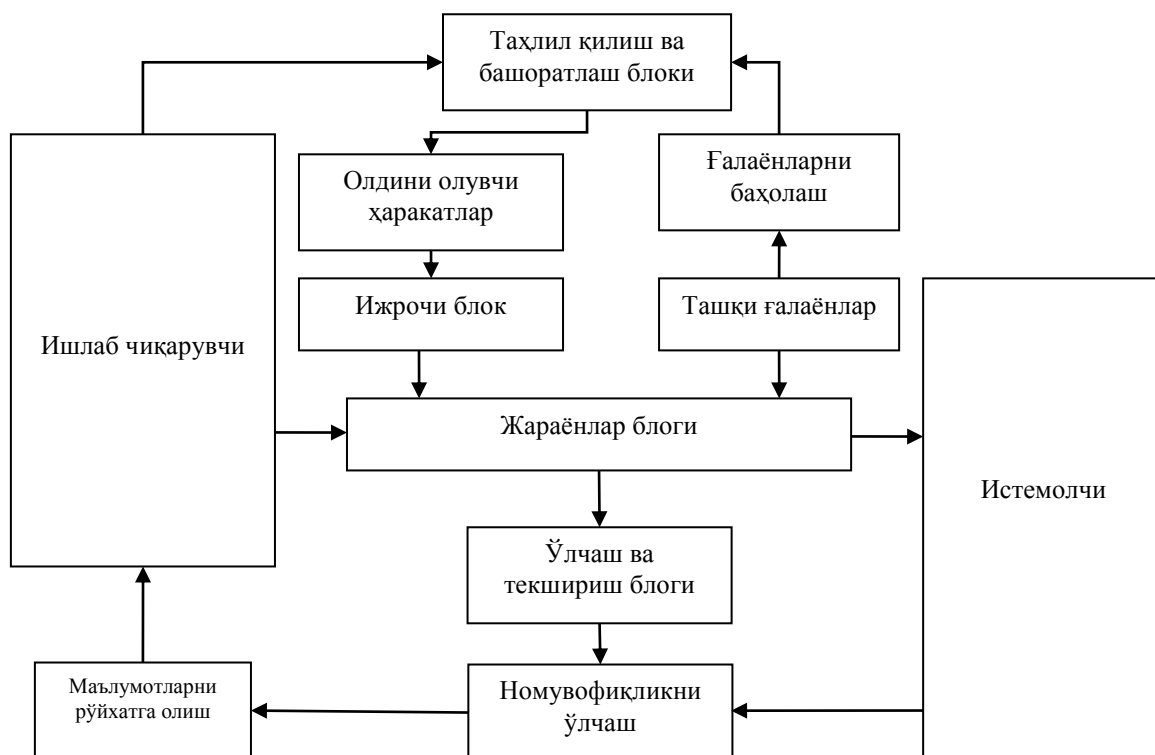 Таҳлил қилиш ва
башоратлаш блоки
Олдини олувчи
ҳаракатлар
Ғалаёнларни
баҳолаш
Ижрочи блок
Ташқи ғалаёнлар
Ишлаб чиқарувчи
Жараёнлар блоги
Истемолчи
Ўлчаш ва
текшириш блоги
Маълумотларни
рўйхатга олиш
Номувофиқликни
ўлчаш